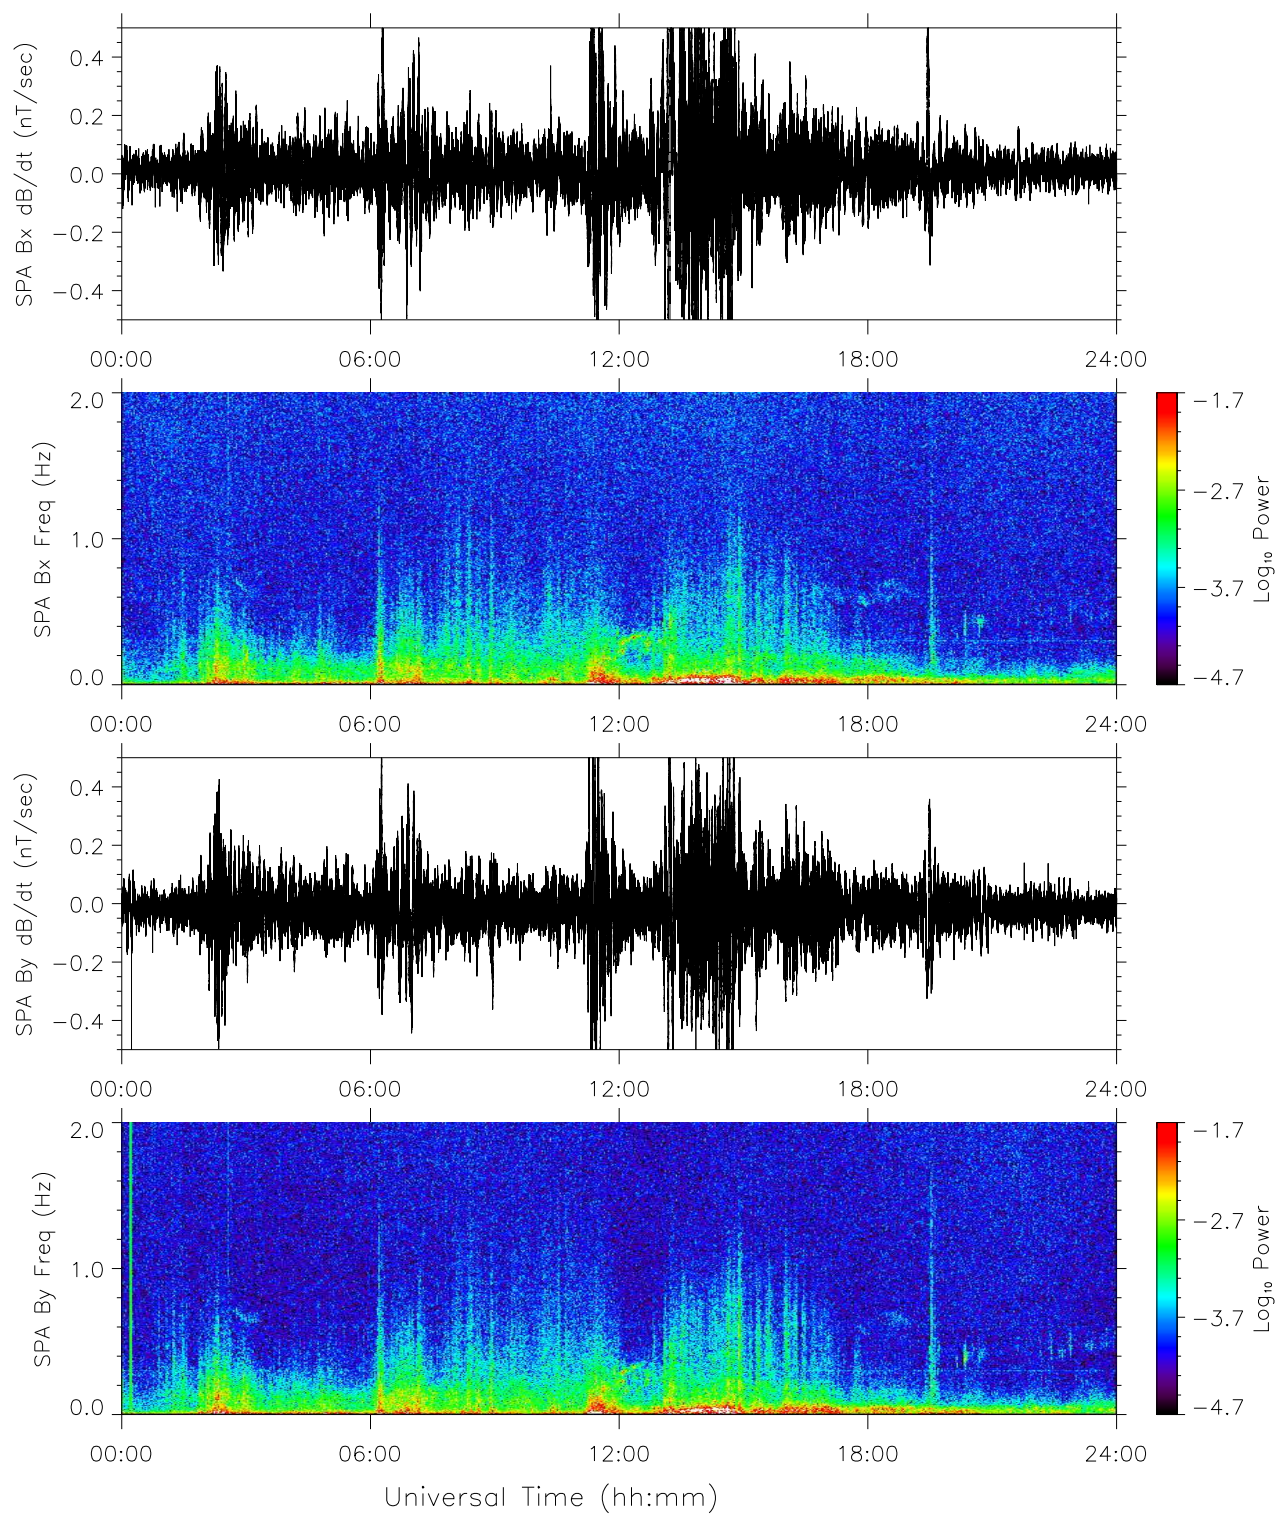 SPA Bx dB/dt (nT/sec)
0.4
0.2
0.0
−0.2
−0.4
00:00 06:00 12:00 18:00 24:00
SPA Bx Freq (Hz)
2.0
1.0
0.0
−1.7
−2.7
−3.7
−4.7
Log₁₀ Power
00:00 06:00 12:00 18:00 24:00
SPA By dB/dt (nT/sec)
0.4
0.2
0.0
−0.2
−0.4
00:00 06:00 12:00 18:00 24:00
SPA By Freq (Hz)
2.0
1.0
0.0
−1.7
−2.7
−3.7
−4.7
Log₁₀ Power
00:00 06:00 12:00 18:00 24:00
Universal Time (hh:mm)